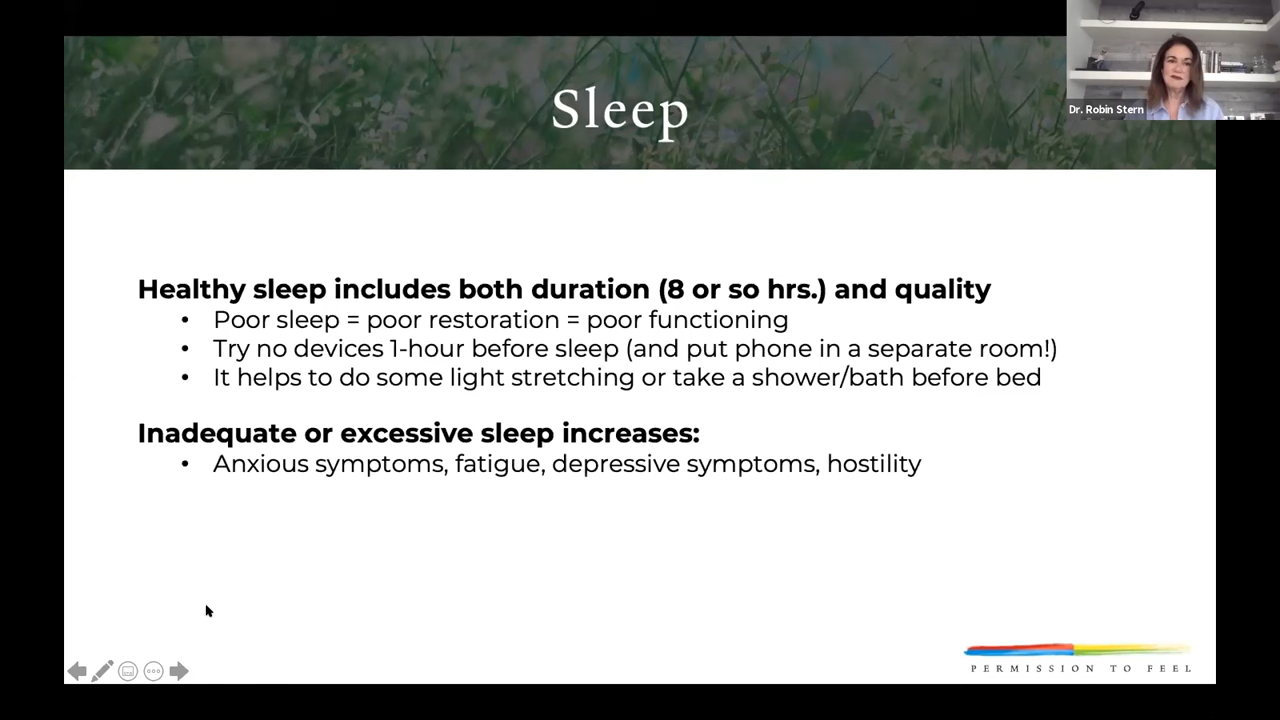 Sleep
Dr. Robin Stern
Healthy sleep includes both duration (8 or so hrs.) and quality
• Poor sleep = poor restoration = poor functioning
• Try no devices 1-hour before sleep (and put phone in a separate room!)
• It helps to do some light stretching or take a shower/bath before bed
Inadequate or excessive sleep increases:
• Anxious symptoms, fatigue, depressive symptoms, hostility
PERMISSION TO FEEL